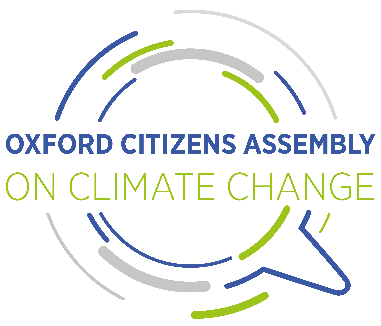 OXFORD CITIZENS ASSEMBLY
ON CLIMATE CHANGE